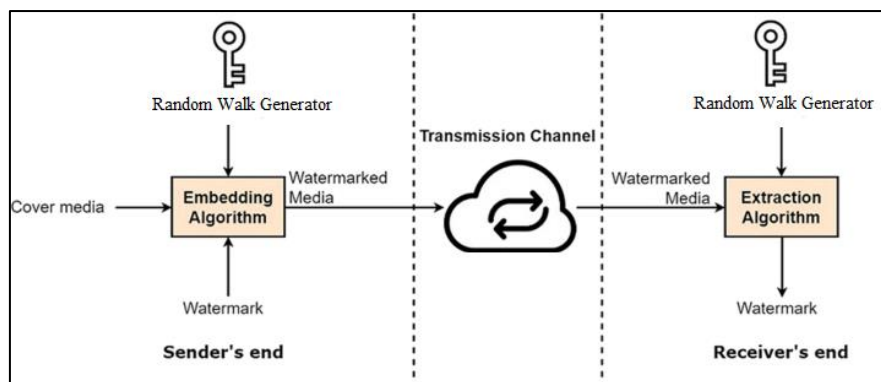 Random Walk Generator
Random Walk Generator
Transmission Channel
Cover media
Embedding
Algorithm
Watermarked
Media
Watermarked
Media
Extraction
Algorithm
Watermark
Watermark
Sender's end
Receiver's end